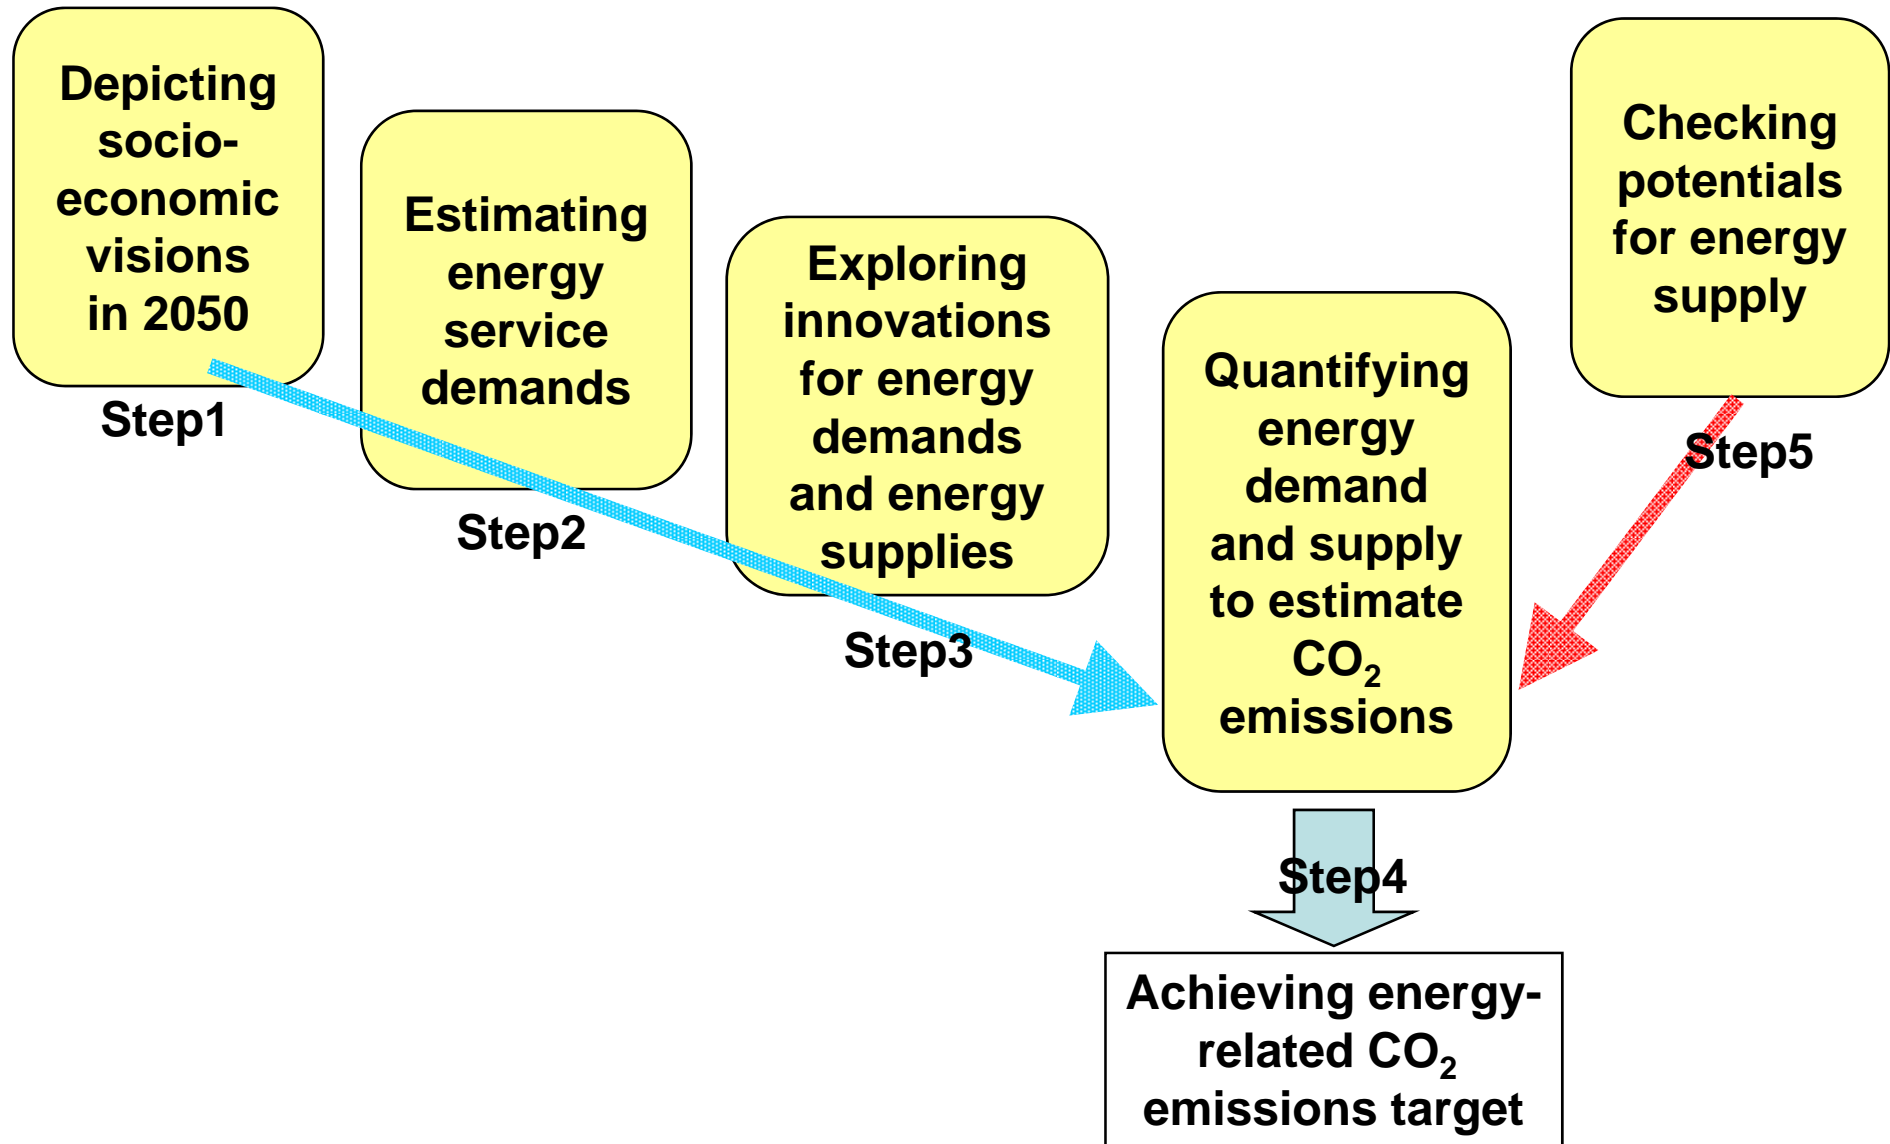 Depicting
socio-
economic
visions
in 2050
Step1
Estimating
energy
service
demands
Step2
Exploring
innovations
for energy
demands
and energy
supplies
Step3
Quantifying
energy
demand
and supply
to estimate
CO₂
emissions
Step4
Checking
potentials
for energy
supply
Step5
Achieving energy-
related CO₂
emissions target